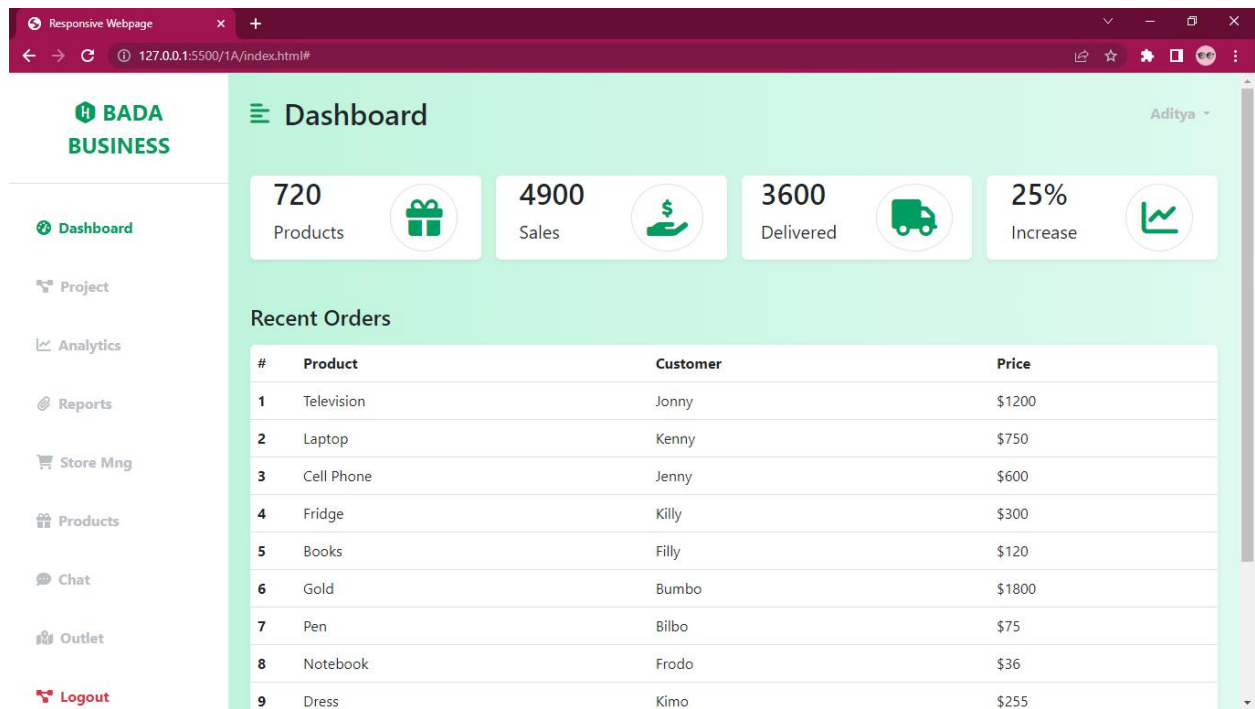 Responsive Webpage
127.0.0.1:5500/1A/index.html#
BADA
BUSINESS
Dashboard
Project
Analytics
Reports
Store Mng
Products
Chat
Outlet
Logout
Dashboard
Aditya
720
Products
4900
Sales
3600
Delivered
25%
Increase
Recent Orders
# Product Customer Price
1 Television Jonny $1200
2 Laptop Kenny $750
3 Cell Phone Jenny $600
4 Fridge Killy $300
5 Books Filly $120
6 Gold Bumbo $1800
7 Pen Bilbo $75
8 Notebook Frodo $36
9 Dress Kimo $255